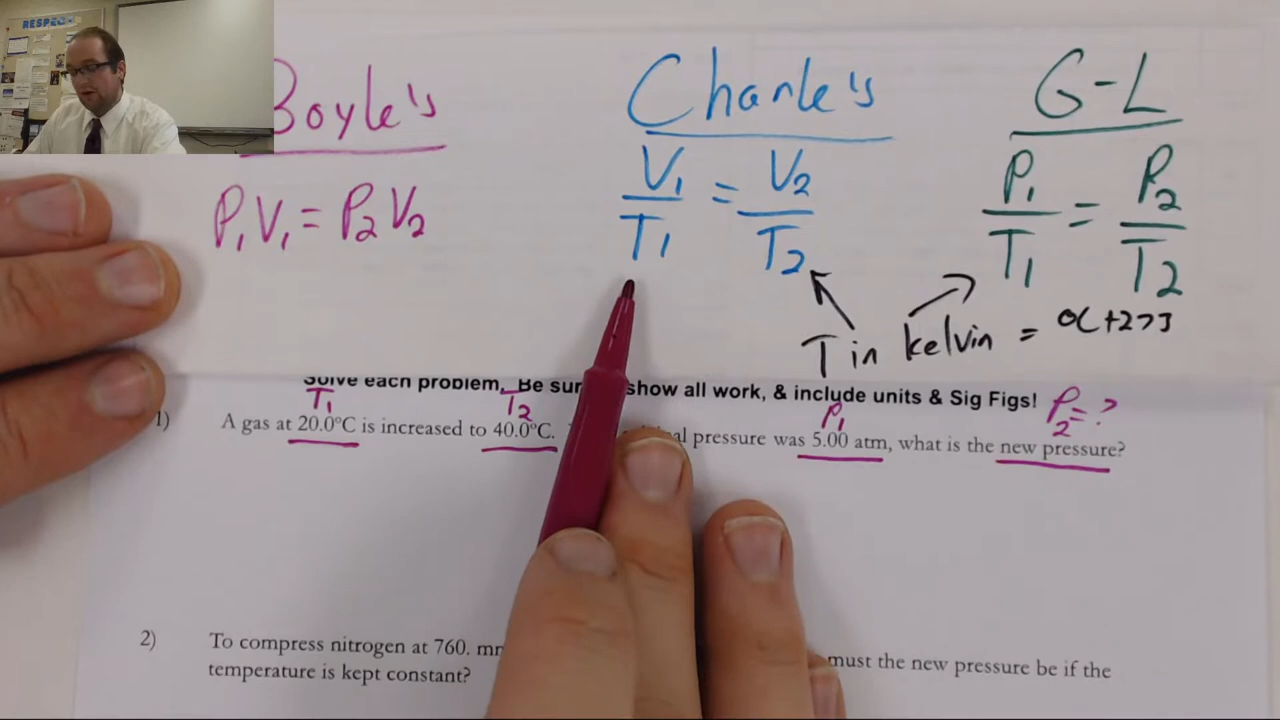 RESPECT
Boyle's
Charle's
G-L
P₁V₁ = P₂V₂
V₁/T₁ = V₂/T₂
P₁/T₁ = P₂/T₂
T in kelvin = °C+273
Solve each problem. Be sur show all work, & include units & Sig Figs!
T₁ T₂ P₁ P₂=?
1) A gas at 20.0°C is increased to 40.0°C. al pressure was 5.00 atm, what is the new pressure?
2) To compress nitrogen at 760. mm must the new pressure be if the
temperature is kept constant?